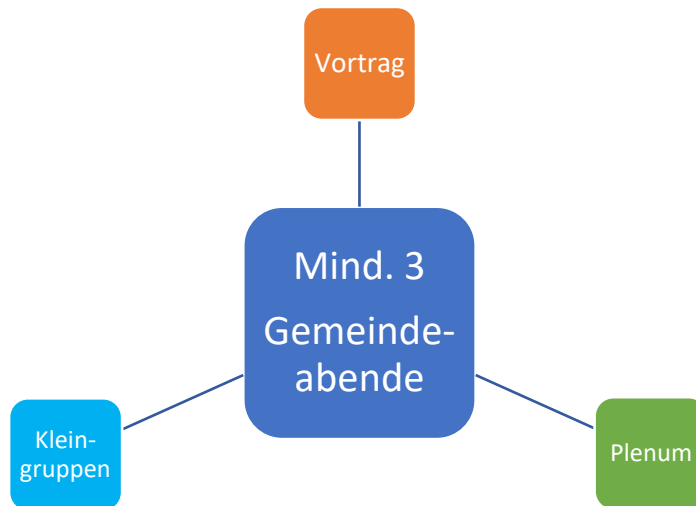 Vortrag
Mind. 3
Gemeinde-
abende
Klein-
gruppen
Plenum